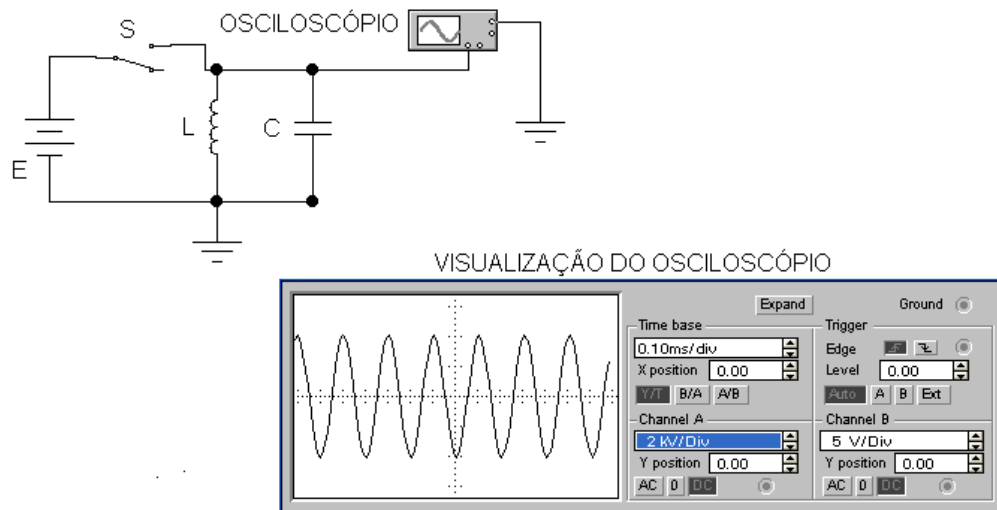 OSCILOSCÓPIO
S
L
C
E
VISUALIZAÇÃO DO OSCILOSCÓPIO
Expand
Ground
Time base
0.10ms/div
X position 0.00
Y/T B/A A/B
Trigger
Edge
Level 0.00
Auto A B Ext
Channel A
2 kV/Div
Y position 0.00
AC 0 DC
Channel B
5 V/Div
Y position 0.00
AC 0 DC